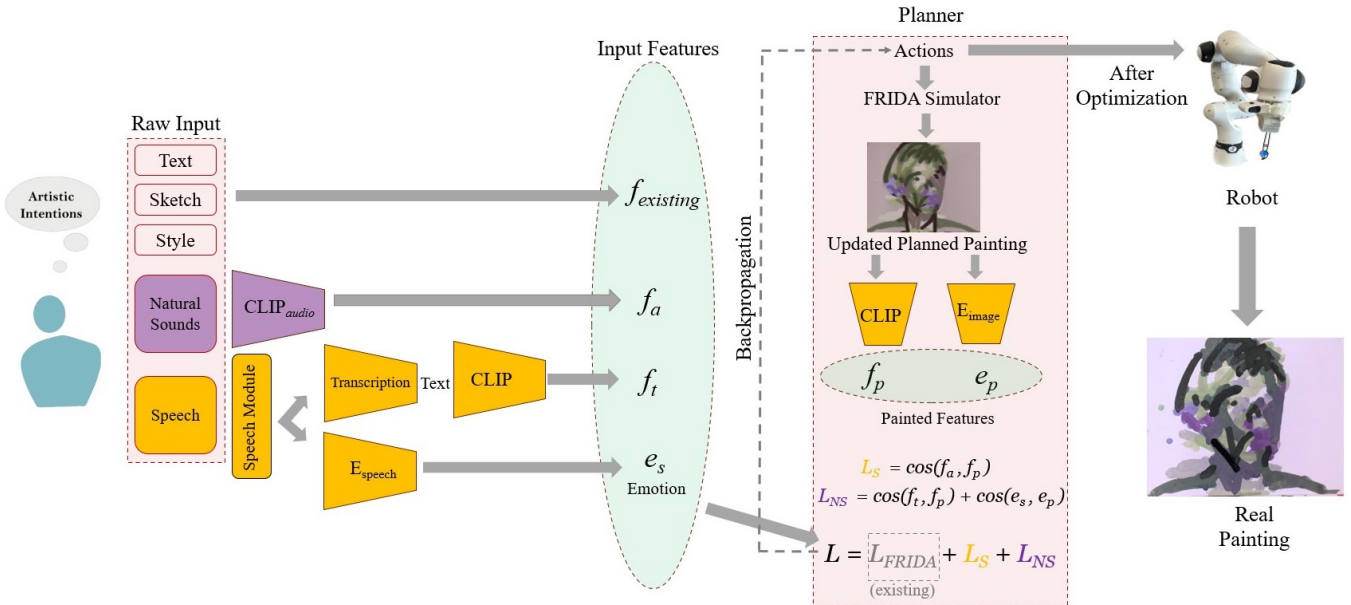 Artistic
Intentions
Raw Input
Text
Sketch
Style
Natural
Sounds
Speech
CLIP_audio
Speech Module
Transcription
Text
CLIP
E_speech
Input Features
f_existing
f_a
f_t
e_s
Emotion
Backpropagation
Planner
Actions
FRIDA Simulator
Updated Planned Painting
CLIP
E_image
f_p e_p
Painted Features
L_S = cos(f_a, f_p)
L_NS = cos(f_t, f_p) + cos(e_s, e_p)
L = L_FRIDA + L_S + L_NS
(existing)
After
Optimization
Robot
Real
Painting